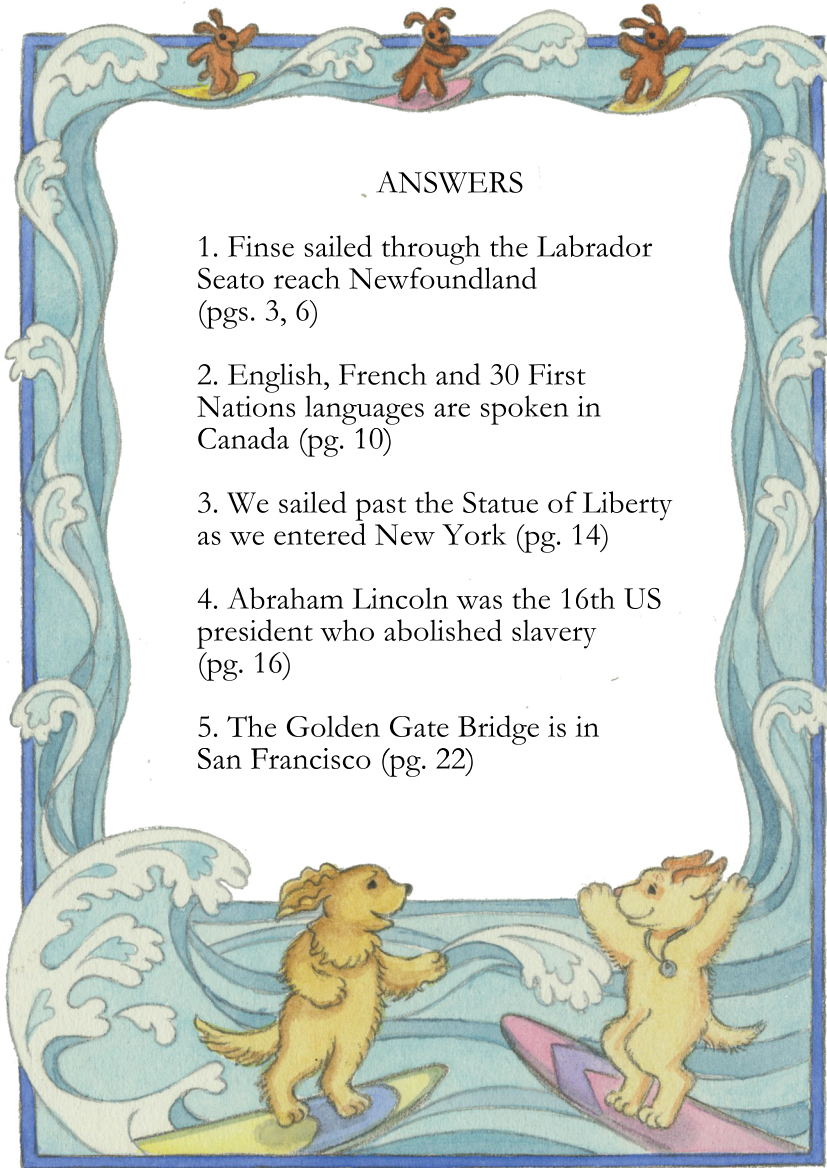 ANSWERS
1. Finse sailed through the Labrador
Seato reach Newfoundland
(pgs. 3, 6)
2. English, French and 30 First
Nations languages are spoken in
Canada (pg. 10)
3. We sailed past the Statue of Liberty
as we entered New York (pg. 14)
4. Abraham Lincoln was the 16th US
president who abolished slavery
(pg. 16)
5. The Golden Gate Bridge is in
San Francisco (pg. 22)